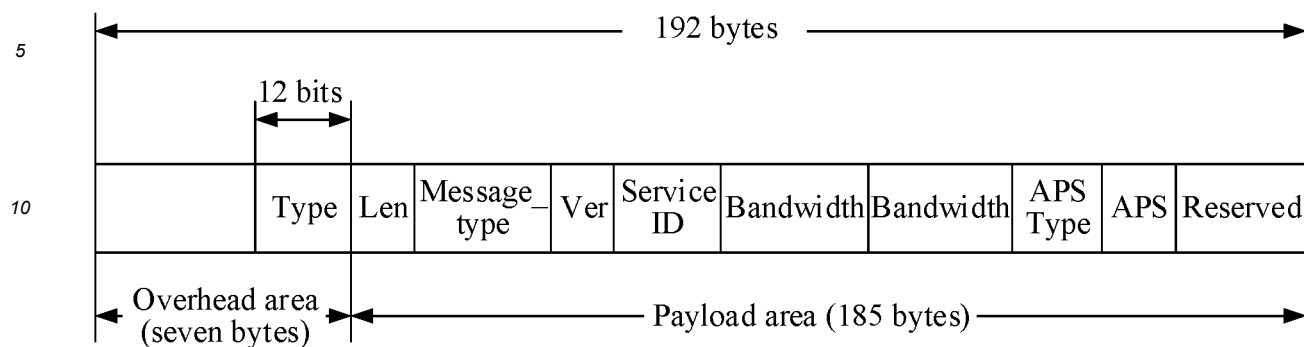 5
192 bytes
12 bits
10
Type
Len
Message_
type
Ver
Service
ID
Bandwidth
Bandwidth
APS
Type
APS
Reserved
Overhead area
(seven bytes)
Payload area (185 bytes)